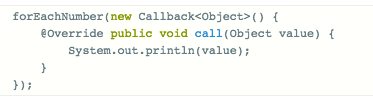 forEachNumber(new Callback<Object>() {
    @Override public void call(Object value) {
        System.out.println(value);
    }
});